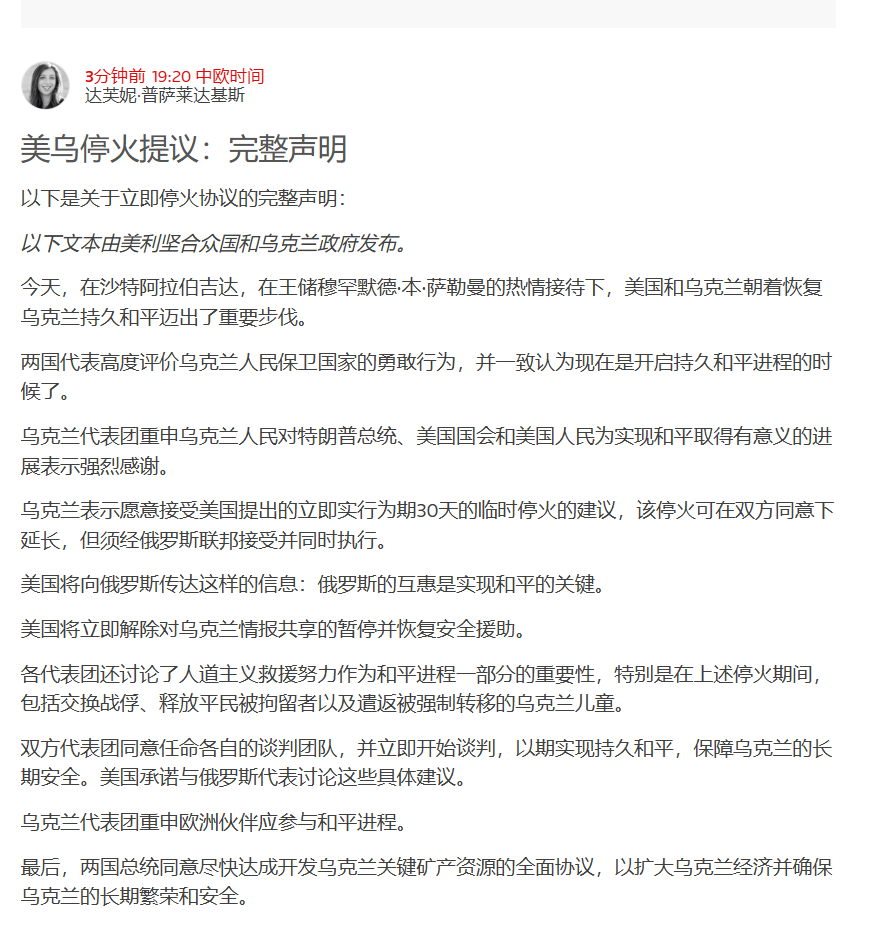 3分钟前 19:20 中欧时间
达芙妮·普萨莱达基斯
美乌停火提议：完整声明
以下是关于立即停火协议的完整声明：
以下文本由美利坚合众国和乌克兰政府发布。
今天，在沙特阿拉伯吉达，在王储穆罕默德·本·萨勒曼的热情接待下，美国和乌克兰朝着恢复
乌克兰持久和平迈出了重要步伐。
两国代表高度评价乌克兰人民保卫国家的勇敢行为，并一致认为现在是开启持久和平进程的时
候了。
乌克兰代表团重申乌克兰人民对特朗普总统、美国国会和美国人民为实现和平取得有意义的进
展表示强烈感谢。
乌克兰表示愿意接受美国提出的立即实行为期30天的临时停火的建议，该停火可在双方同意下
延长，但须经俄罗斯联邦接受并同时执行。
美国将向俄罗斯传达这样的信息：俄罗斯的互惠是实现和平的关键。
美国将立即解除对乌克兰情报共享的暂停并恢复安全援助。
各代表团还讨论了人道主义救援努力作为和平进程一部分的重要性，特别是在上述停火期间，
包括交换战俘、释放平民被拘留者以及遣返被强制转移的乌克兰儿童。
双方代表团同意任命各自的谈判团队，并立即开始谈判，以期实现持久和平，保障乌克兰的长
期安全。美国承诺与俄罗斯代表讨论这些具体建议。
乌克兰代表团重申欧洲伙伴应参与和平进程。
最后，两国总统同意尽快达成开发乌克兰关键矿产资源的全面协议，以扩大乌克兰经济并确保
乌克兰的长期繁荣和安全。